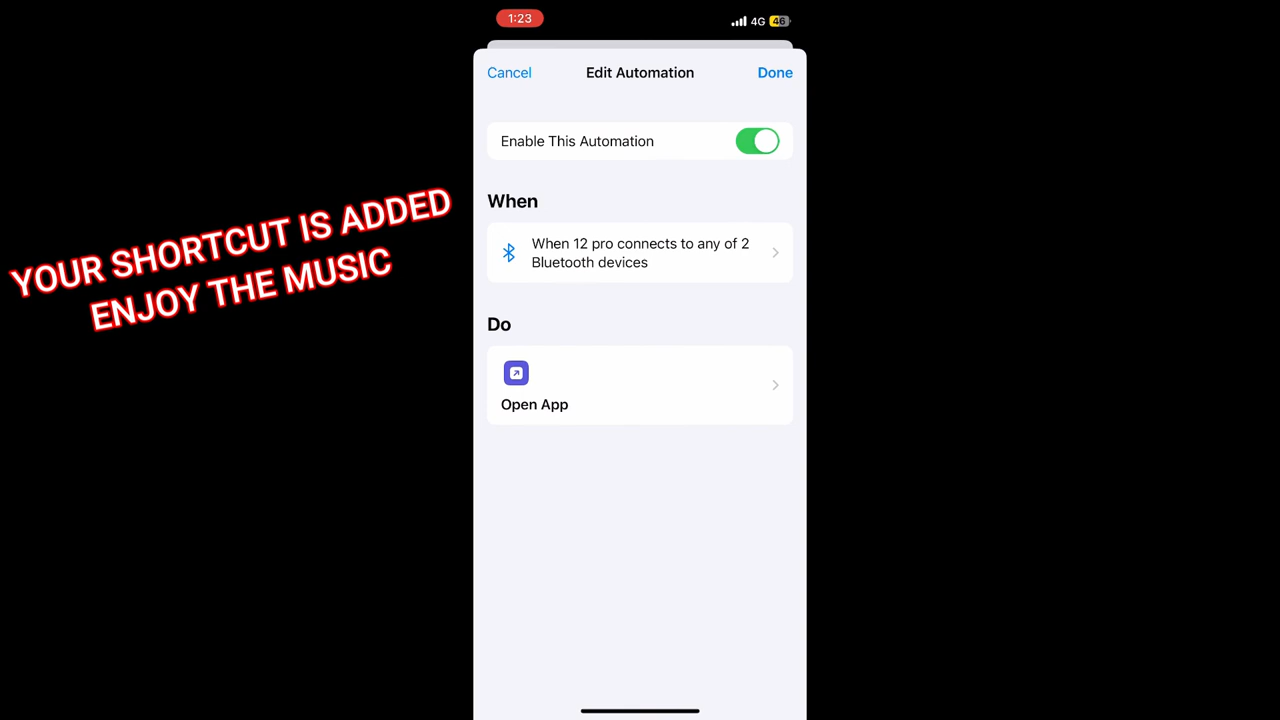 1:23
4G
46
Cancel
Edit Automation
Done
Enable This Automation
YOUR SHORTCUT IS ADDED
ENJOY THE MUSIC
When
When 12 pro connects to any of 2
Bluetooth devices
Do
Open App